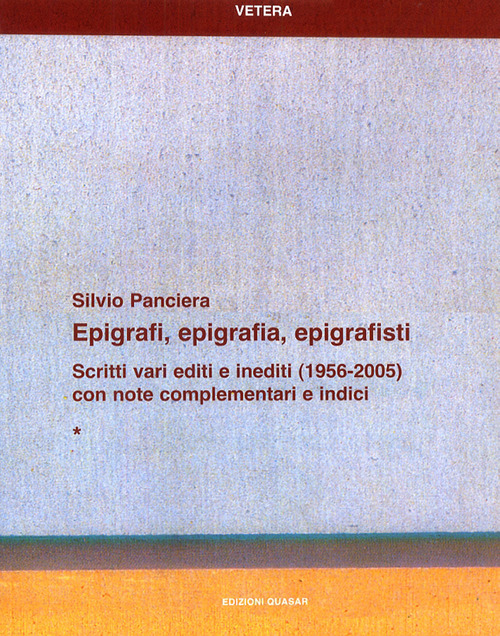 VETERA
Silvio Panciera
Epigrafi, epigrafia, epigrafisti
Scritti vari editi e inediti (1956-2005)
con note complementari e indici
*
EDIZIONI QUASAR